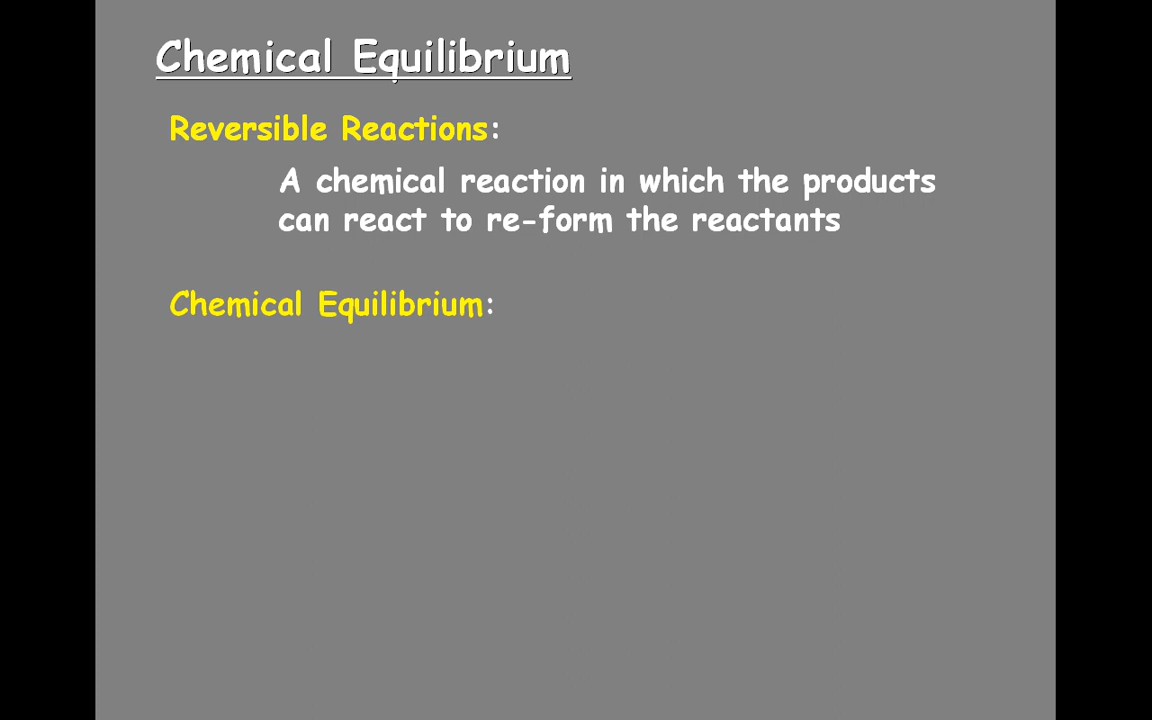 Chemical Equilibrium
Reversible Reactions:
A chemical reaction in which the products
can react to re-form the reactants
Chemical Equilibrium: